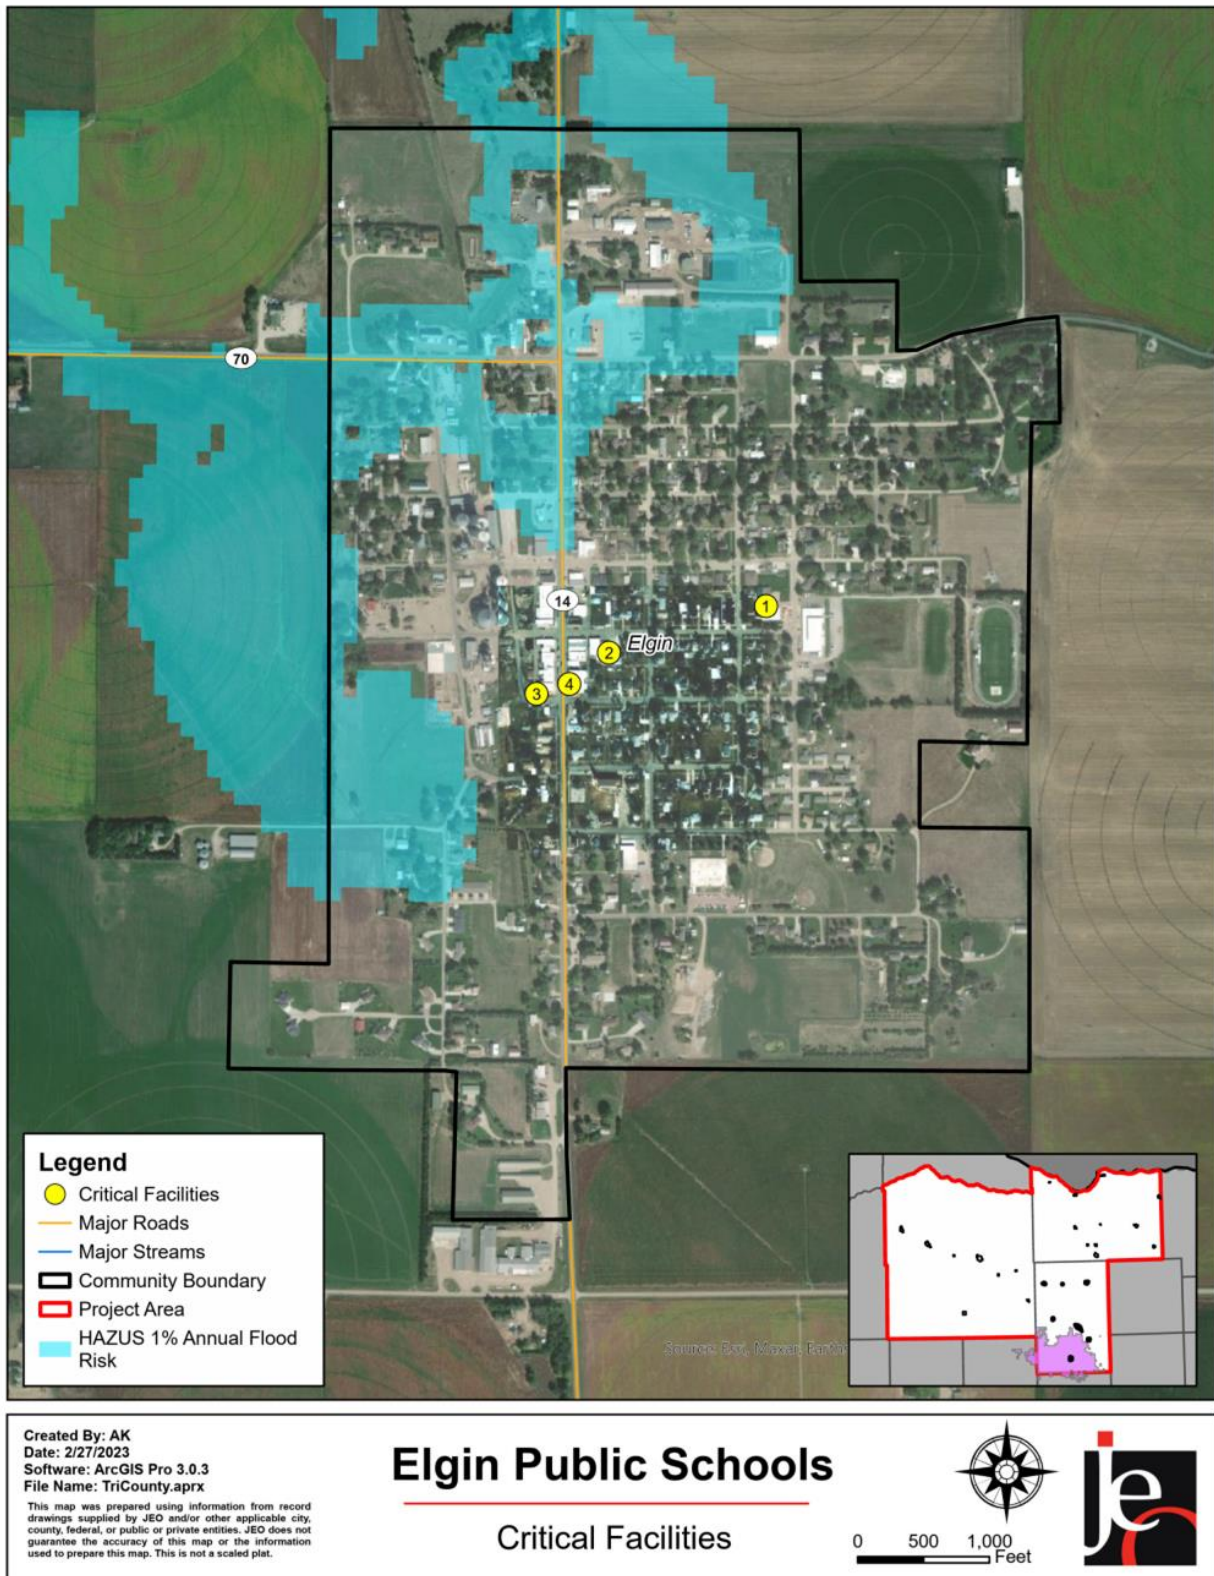 70
14
1
2
Elgin
3
4
Legend
Critical Facilities
Major Roads
Major Streams
Community Boundary
Project Area
HAZUS 1% Annual Flood
Risk
Source: Esri, Maxar, Earths
Created By: AK
Date: 2/27/2023
Software: ArcGIS Pro 3.0.3
File Name: TriCounty.aprx
This map was prepared using information from record
drawings supplied by JEO and/or other applicable city,
county, federal, or public or private entities. JEO does not
guarantee the accuracy of this map or the information
used to prepare this map. This is not a scaled plat.
Elgin Public Schools
Critical Facilities
0 500 1,000
Feet
jeo